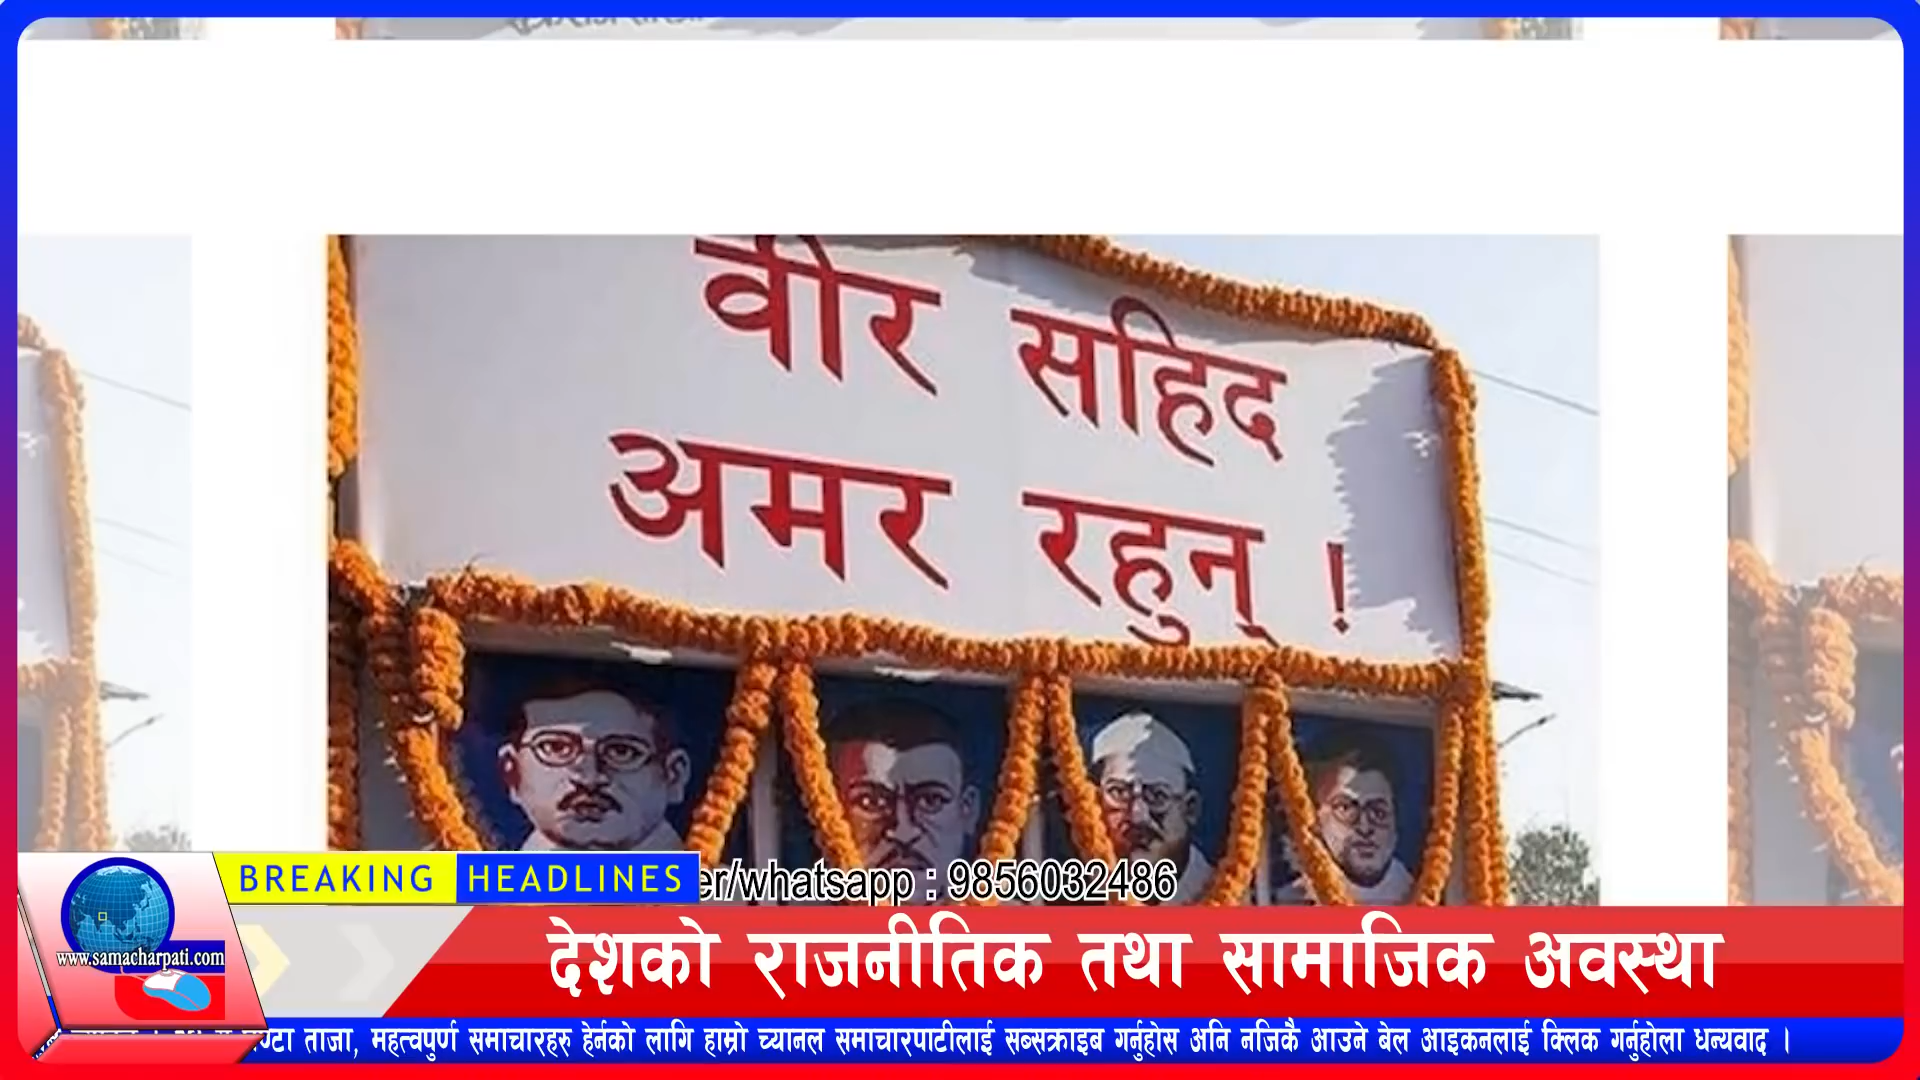 वीर सहिद
अमर रहुन् !
BREAKING HEADLINES
er/whatsapp : 9856032486
www.samacharpati.com
देशको राजनीतिक तथा सामाजिक अवस्था
ताजा, महत्वपुर्ण समाचारहरु हेर्नको लागि हाम्रो च्यानल समाचारपाटीलाई सब्सक्राइब गर्नुहोस अनि नजिकै आउने बेल आइकनलाई क्लिक गर्नुहोला धन्यवाद ।